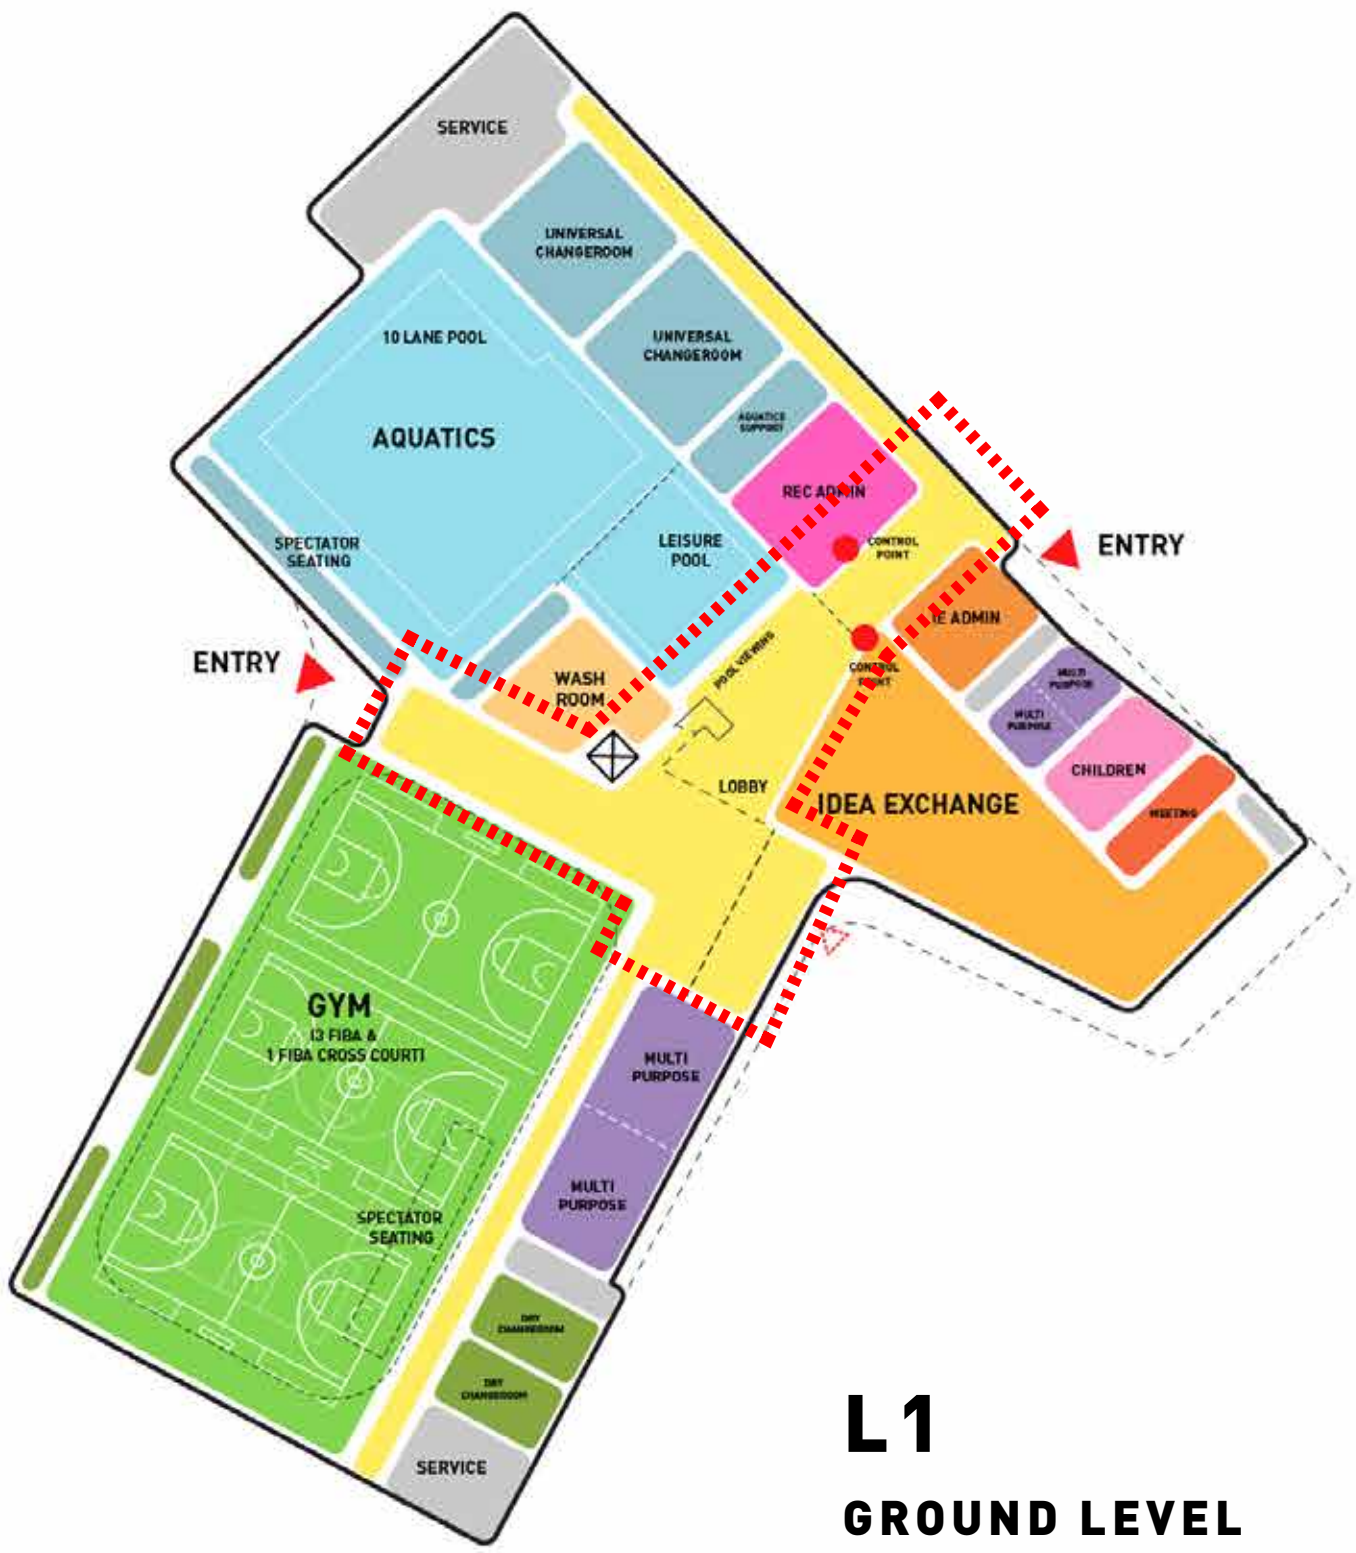 SERVICE
UNIVERSAL
CHANGEROOM
UNIVERSAL
CHANGEROOM
10 LANE POOL
AQUATICS
AQUATICS
SUPPORT
REC ADMIN
CONTROL
POINT
ENTRY
SPECTATOR
SEATING
LEISURE
POOL
IE ADMIN
ENTRY
WASH
ROOM
POOL VIEWING
CONTROL
POINT
MULTI
PURPOSE
MULTI
PURPOSE
CHILDREN
LOBBY
IDEA EXCHANGE
MEETING
GYM
(3 FIBA &
1 FIBA CROSS COURT)
MULTI
PURPOSE
MULTI
PURPOSE
SPECTATOR
SEATING
DRY
CHANGEROOM
DRY
CHANGEROOM
SERVICE
L1
GROUND LEVEL